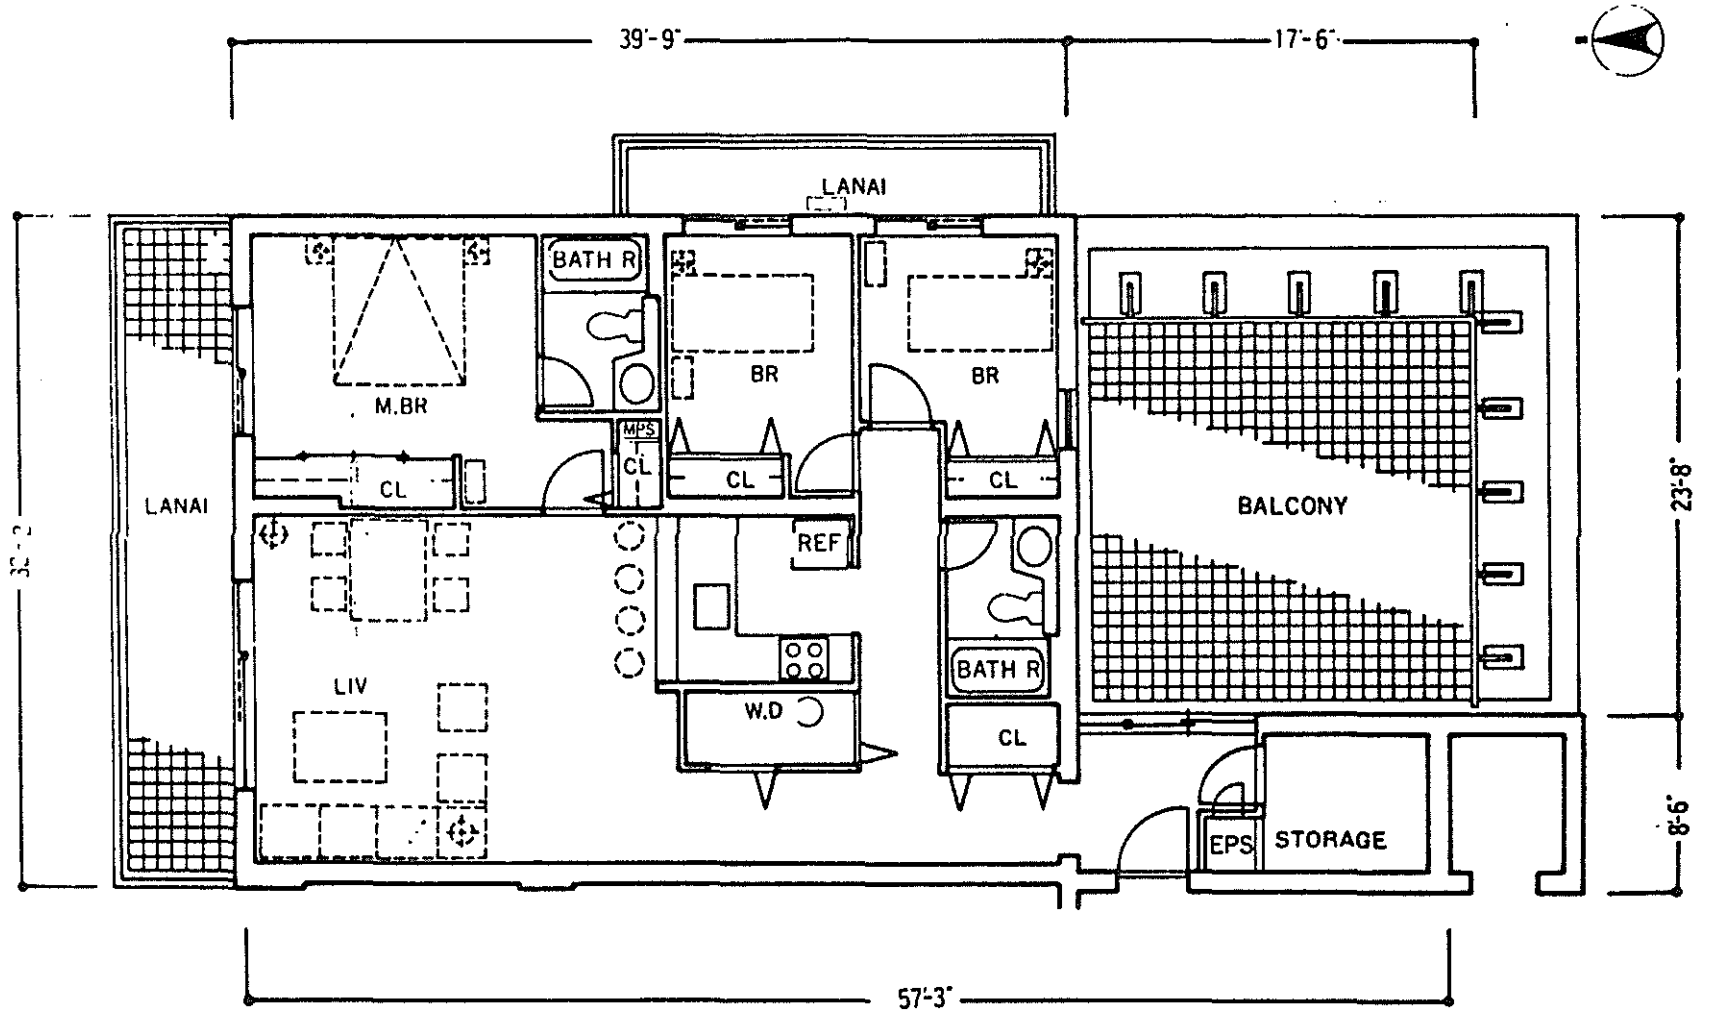 39'-9"
17'-6"
LANAI
BATH R
BR
BR
M.BR
MPS
CL
CL
CL
CL
LANAI
BALCONY
23'-8"
REF
LIV
BATH R
W.D
CL
8'-6"
EPS
STORAGE
57'-3"